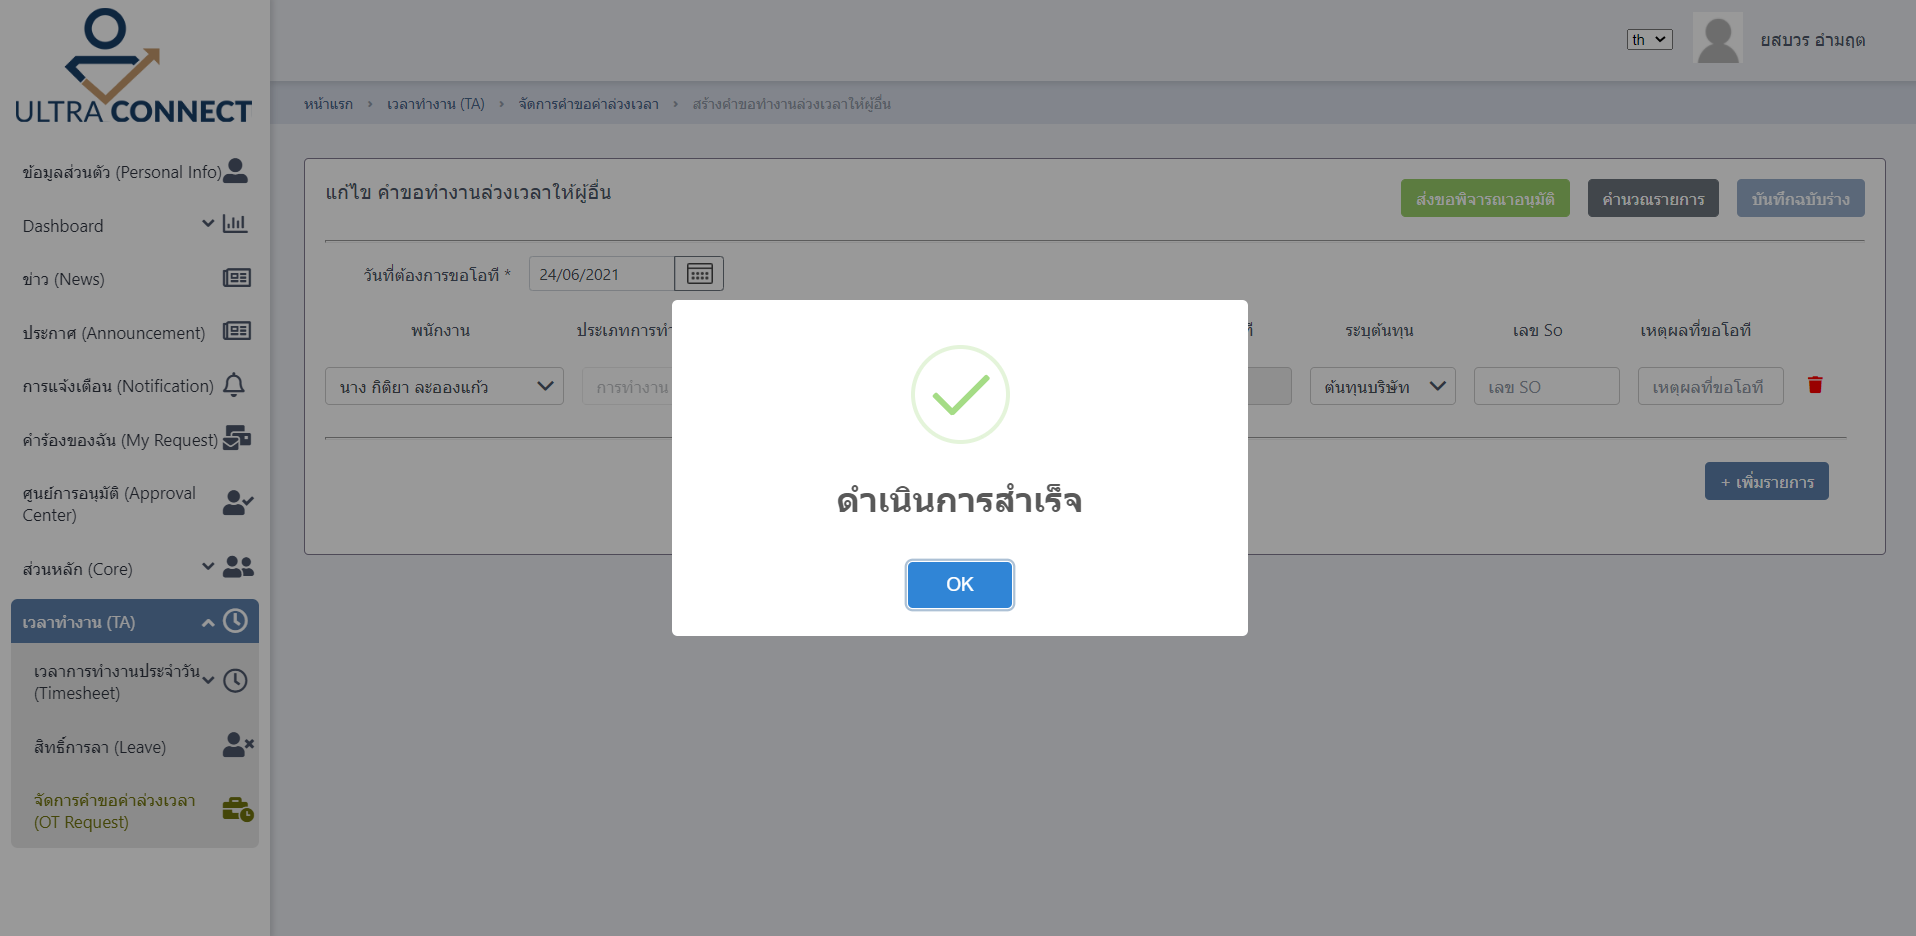 ULTRA CONNECT
th
ยสบวร อำมฤต
หน้าแรก › เวลาทำงาน (TA) › จัดการคำขอค่าล่วงเวลา › สร้างคำขอทำงานล่วงเวลาให้ผู้อื่น
ข้อมูลส่วนตัว (Personal Info)
Dashboard
ข่าว (News)
ประกาศ (Announcement)
การแจ้งเตือน (Notification)
คำร้องของฉัน (My Request)
ศูนย์การอนุมัติ (Approval
Center)
ส่วนหลัก (Core)
เวลาทำงาน (TA)
เวลาการทำงานประจำวัน
(Timesheet)
สิทธิ์การลา (Leave)
จัดการคำขอค่าล่วงเวลา
(OT Request)
แก้ไข คำขอทำงานล่วงเวลาให้ผู้อื่น
ส่งขอพิจารณาอนุมัติ
คำนวณรายการ
บันทึกฉบับร่าง
วันที่ต้องการขอโอที *
24/06/2021
พนักงาน
ระบุต้นทุน
เลข So
เหตุผลที่ขอโอที
นาง กิติยา ละอองแก้ว
การทำงาน
ต้นทุนบริษัท
เลข SO
เหตุผลที่ขอโอที
+ เพิ่มรายการ
ดำเนินการสำเร็จ
OK